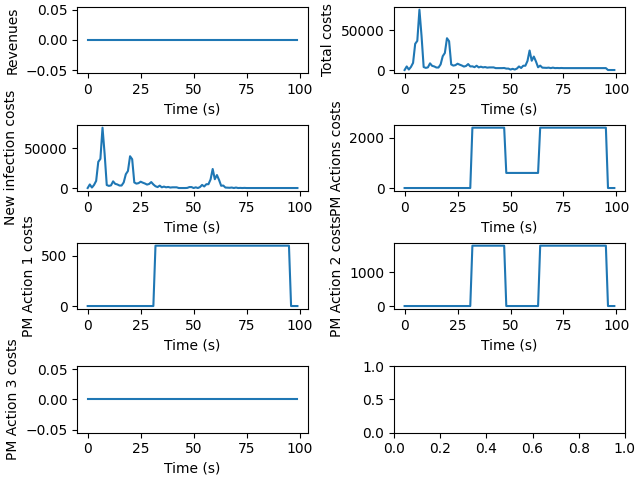 Revenues
0.05
0.00
−0.05
0 25 50 75 100
Time (s)
Total costs
50000
0
0 25 50 75 100
Time (s)
New infection costs
50000
0
0 25 50 75 100
Time (s)
PM Actions costs
2000
0
0 25 50 75 100
Time (s)
PM Action 1 costs
500
0
0 25 50 75 100
Time (s)
PM Action 2 costs
1000
0
0 25 50 75 100
Time (s)
PM Action 3 costs
0.05
0.00
−0.05
0 25 50 75 100
Time (s)
1.0
0.5
0.0
0.0 0.2 0.4 0.6 0.8 1.0